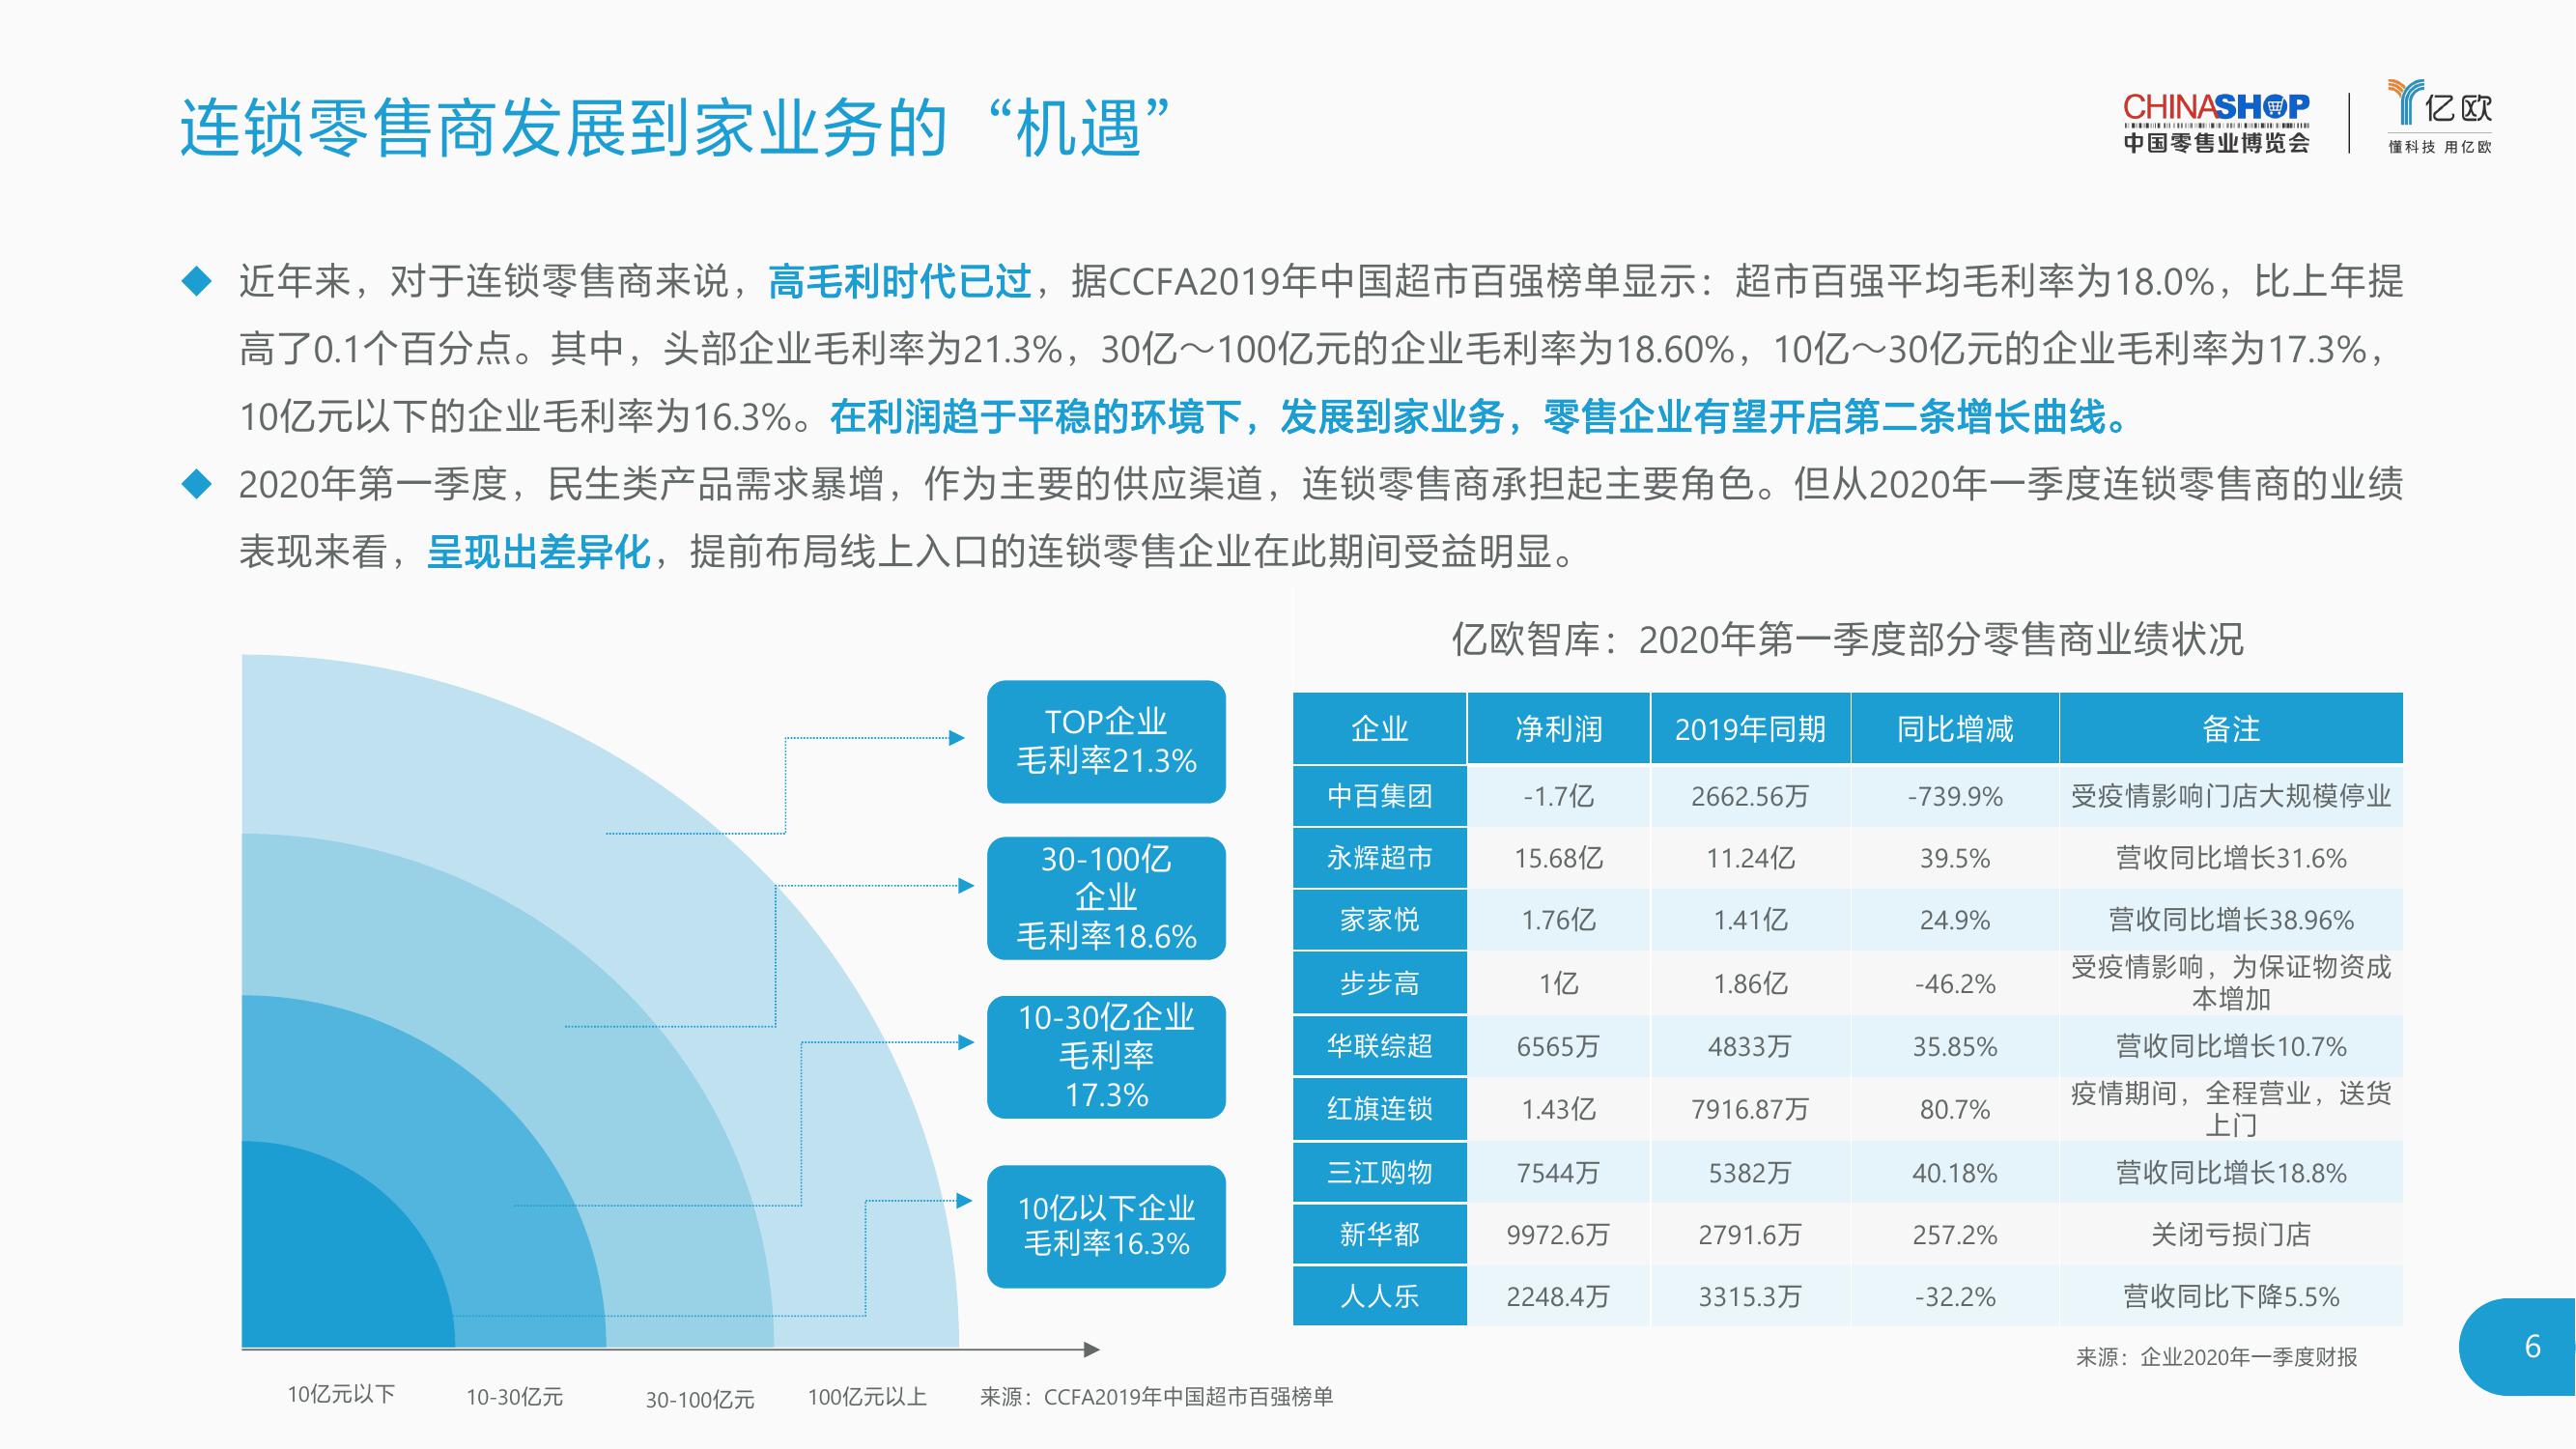 连锁零售商发展到家业务的“机遇”
CHINASHOP
中国零售业博览会
亿欧
懂科技 用亿欧
近年来，对于连锁零售商来说，高毛利时代已过，据CCFA2019年中国超市百强榜单显示：超市百强平均毛利率为18.0%，比上年提
高了0.1个百分点。其中，头部企业毛利率为21.3%，30亿～100亿元的企业毛利率为18.60%，10亿～30亿元的企业毛利率为17.3%，
10亿元以下的企业毛利率为16.3%。在利润趋于平稳的环境下，发展到家业务，零售企业有望开启第二条增长曲线。
2020年第一季度，民生类产品需求暴增，作为主要的供应渠道，连锁零售商承担起主要角色。但从2020年一季度连锁零售商的业绩
表现来看，呈现出差异化，提前布局线上入口的连锁零售企业在此期间受益明显。
TOP企业
毛利率21.3%
30-100亿
企业
毛利率18.6%
10-30亿企业
毛利率
17.3%
10亿以下企业
毛利率16.3%
10亿元以下
10-30亿元
30-100亿元
100亿元以上
来源：CCFA2019年中国超市百强榜单
亿欧智库：2020年第一季度部分零售商业绩状况
企业 净利润 2019年同期 同比增减 备注
中百集团 -1.7亿 2662.56万 -739.9% 受疫情影响门店大规模停业
永辉超市 15.68亿 11.24亿 39.5% 营收同比增长31.6%
家家悦 1.76亿 1.41亿 24.9% 营收同比增长38.96%
步步高 1亿 1.86亿 -46.2% 受疫情影响，为保证物资成
本增加
华联综超 6565万 4833万 35.85% 营收同比增长10.7%
红旗连锁 1.43亿 7916.87万 80.7% 疫情期间，全程营业，送货
上门
三江购物 7544万 5382万 40.18% 营收同比增长18.8%
新华都 9972.6万 2791.6万 257.2% 关闭亏损门店
人人乐 2248.4万 3315.3万 -32.2% 营收同比下降5.5%
来源：企业2020年一季度财报
6